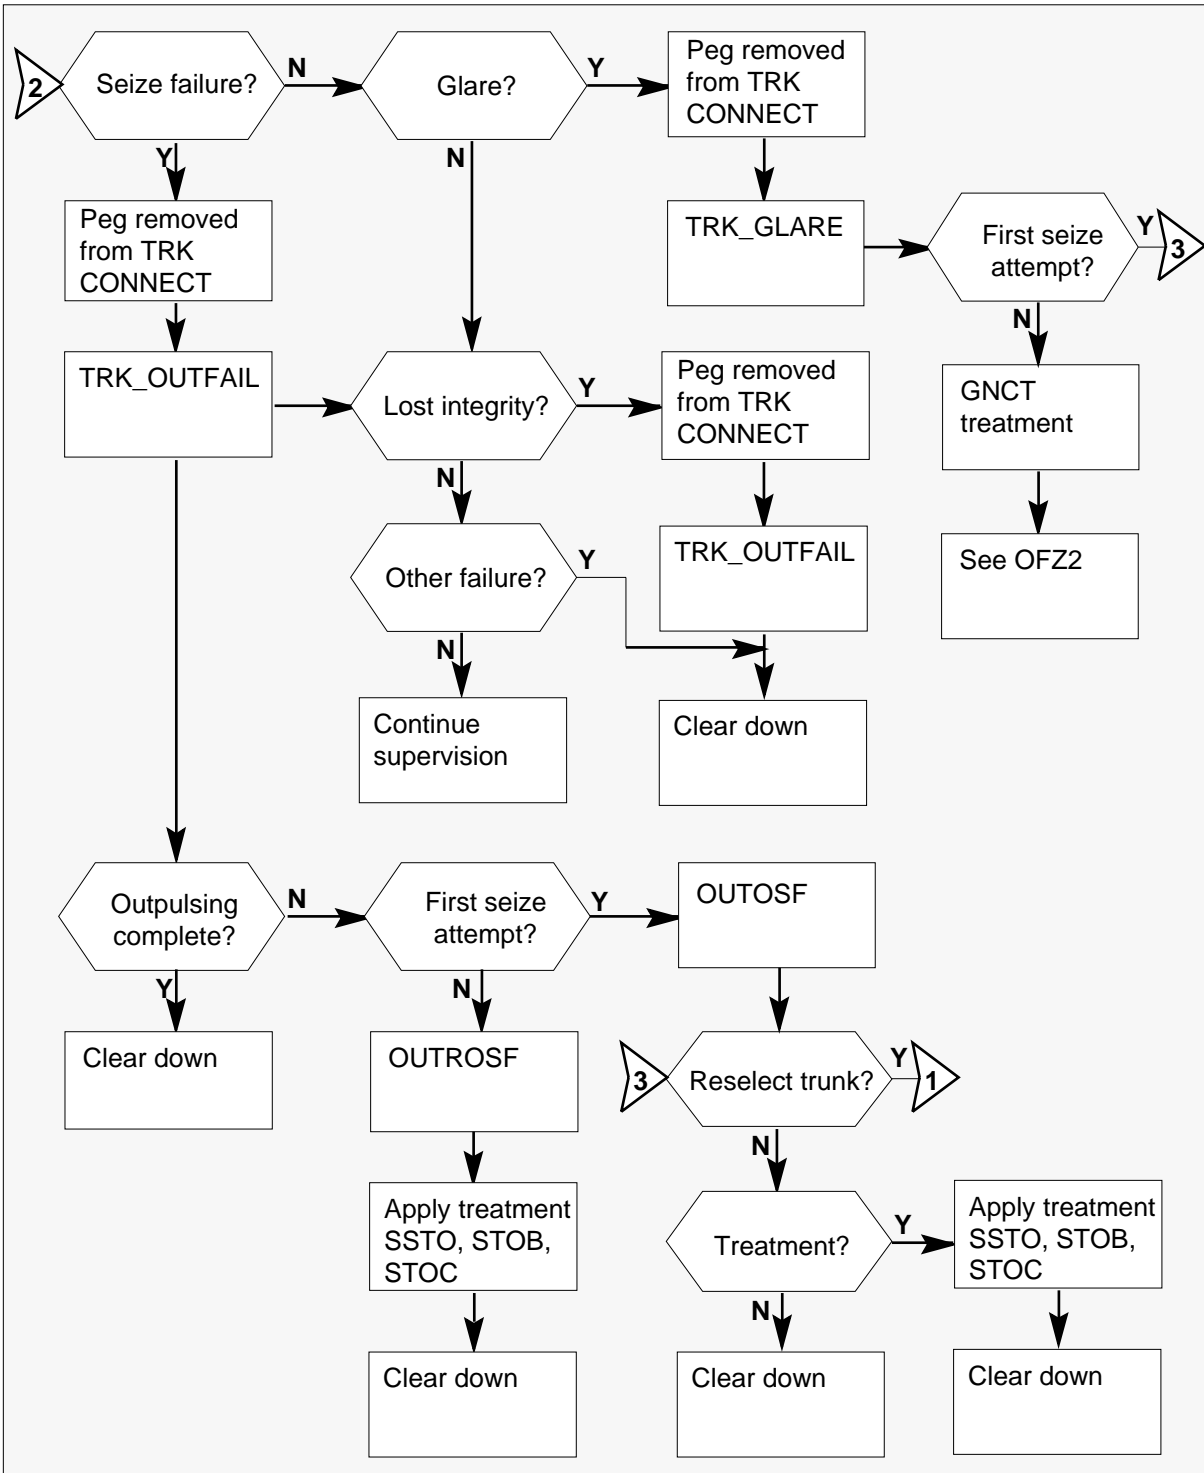 2
Seize failure?
N
Glare?
Y
Peg removed
from TRK
CONNECT
Y
N
Peg removed
from TRK
CONNECT
TRK_GLARE
First seize
attempt?
Y
3
N
TRK_OUTFAIL
Lost integrity?
Y
Peg removed
from TRK
CONNECT
GNCT
treatment
N
Other failure?
Y
TRK_OUTFAIL
See OFZ2
N
Continue
supervision
Clear down
Outpulsing
complete?
N
First seize
attempt?
Y
OUTOSF
Y
N
Clear down
OUTROSF
3
Reselect trunk?
Y
1
N
Apply treatment
SSTO, STOB,
STOC
Treatment?
Y
Apply treatment
SSTO, STOB,
STOC
N
Clear down
Clear down
Clear down